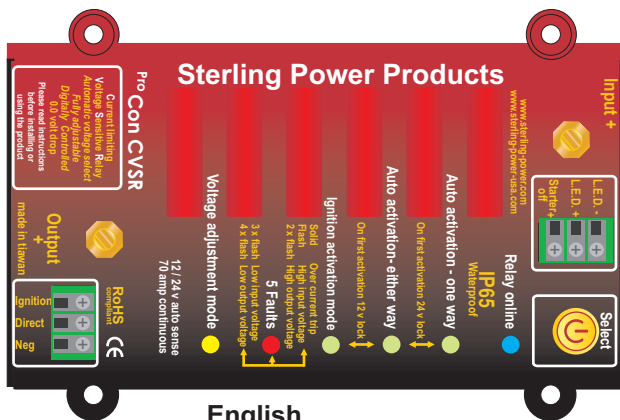 Sterling Power Products
Pro
Con CVSR
Current limiting
Voltage Sensitive Relay
Automatic voltage select
Fully adjustable
Digitally Controlled
0.0 volt drop
Please read instructions
before installing or
using the product
Output
+
made in tiawan
Ignition
Direct
Neg
RoHS
compliant
CE
12 / 24 v auto sense
70 amp continuous
Voltage adjustment mode
5 Faults
Solid Over current trip
Flash High input voltage
2 x flash High output voltage
3 x flash Low input voltage
4 x flash Low output voltage
Ignition activation mode
On first activation 12 v lock
Auto activation- either way
On first activation 24 v lock
Auto activation - one way
IP65
Waterproof
Relay online
www.sterling-power.com
www.sterling-power-usa.com
Input +
L.E.D. -
L.E.D. +
Starter+
off
Select
English